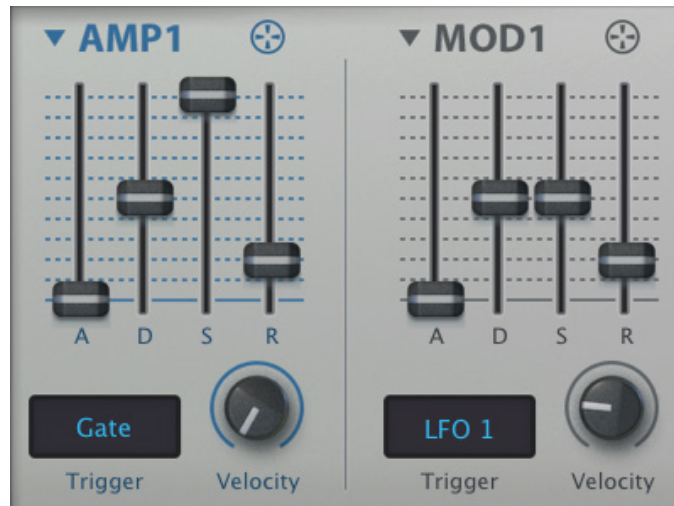 AMP1
MOD1
A D S R
A D S R
Gate
LFO 1
Trigger
Velocity
Trigger
Velocity